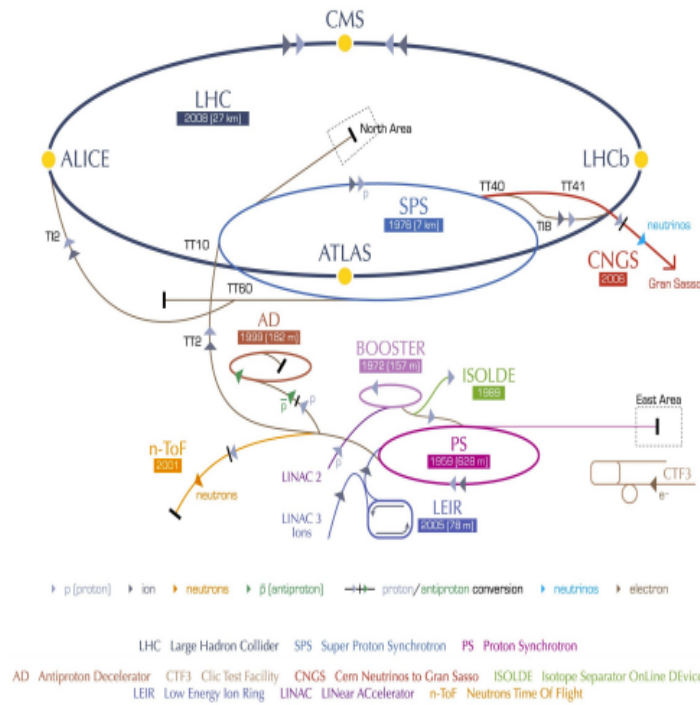 CMS
LHC
2008 (27 km)
North Area
ALICE
LHCb
TT40
TT41
SPS
1976 (7 km)
TI8
neutrinos
TI2
TT10
ATLAS
CNGS
2006
Gran Sasso
TT60
AD
1999 (182 m)
TT2
BOOSTER
1972 (157 m)
ISOLDE
1989
East Area
p
p̄
p
n-ToF
2001
PS
1959 (628 m)
p
LINAC 2
neutrons
CTF3
e-
LEIR
2005 (78 m)
LINAC 3
Ions
p (proton) ion neutrons p̄ (antiproton) proton/antiproton conversion neutrinos electron
LHC Large Hadron Collider SPS Super Proton Synchrotron PS Proton Synchrotron
AD Antiproton Decelerator CTF3 Clic Test Facility CNGS Cern Neutrinos to Gran Sasso ISOLDE Isotope Separator OnLine DEvice
LEIR Low Energy Ion Ring LINAC LINear ACcelerator n-ToF Neutrons Time Of Flight